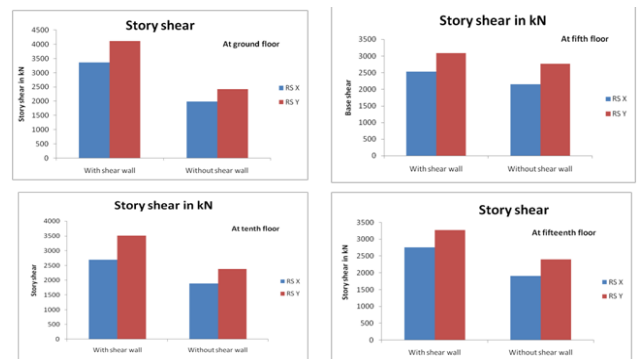 Story shear
At ground floor
Story shear in kN
4500
4000
3500
3000
2500
2000
1500
1000
500
0
With shear wall
Without shear wall
RS X
RS Y
Story shear in kN
At fifth floor
Base shear
3500
3000
2500
2000
1500
1000
500
0
With shear wall
Without shear wall
RS X
RS Y
Story shear in kN
At tenth floor
Story shear
4000
3500
3000
2500
2000
1500
1000
500
0
With shear wall
Without shear wall
RS X
RS Y
Story shear
At fifteenth floor
Story shear in kN
3500
3000
2500
2000
1500
1000
500
0
With shear wall
Without shear wall
RS X
RS Y